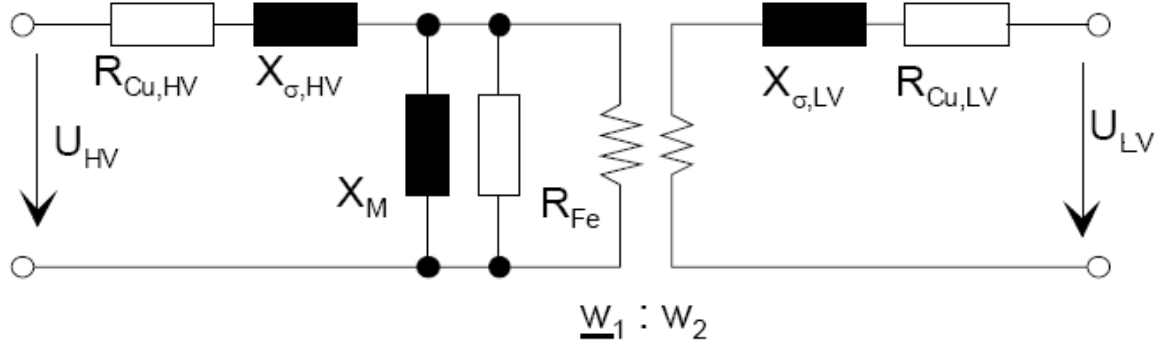 R_Cu,HV X_σ,HV X_σ,LV R_Cu,LV
U_HV U_LV
X_M R_Fe
w_1 : w_2